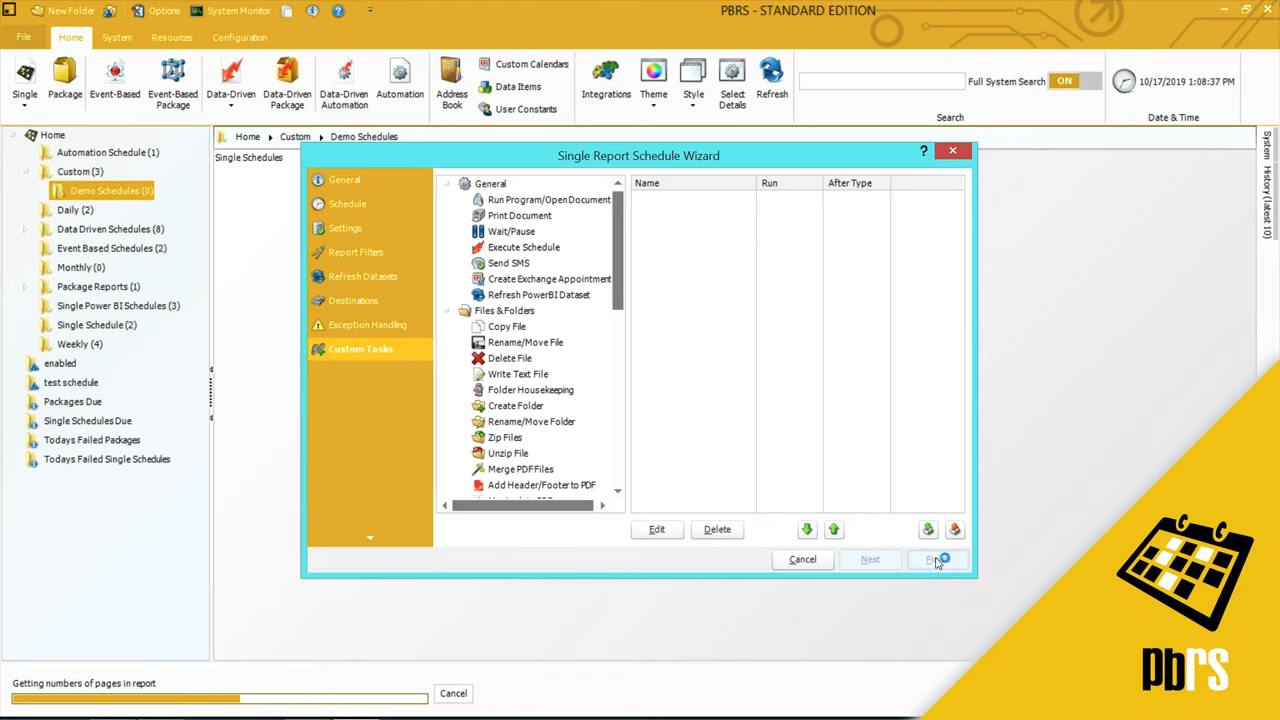 New Folder
Options
System Monitor
PBRS - STANDARD EDITION
File
Home
System
Resources
Configuration
Single
Package
Event-Based
Event-Based Package
Data-Driven
Data-Driven Package
Data-Driven Automation
Automation
Address Book
Custom Calendars
Data Items
User Constants
Integrations
Theme
Style
Select Details
Refresh
Full System Search
ON
Search
10/17/2019 1:08:37 PM
Date & Time
Home
Automation Schedule (1)
Custom (3)
Demo Schedules (0)
Daily (2)
Data Driven Schedules (8)
Event Based Schedules (2)
Monthly (0)
Package Reports (1)
Single Power BI Schedules (3)
Single Schedule (2)
Weekly (4)
enabled
test schedule
Packages Due
Single Schedules Due
Todays Failed Packages
Todays Failed Single Schedules
Home
Custom
Demo Schedules
Single Schedules
System History (latest 10)
Single Report Schedule Wizard
?
General
Schedule
Settings
Report Filters
Refresh Datasets
Destinations
Exception Handling
Custom Tasks
General
Run Program/Open Document
Print Document
Wait/Pause
Execute Schedule
Send SMS
Create Exchange Appointment
Refresh PowerBI Dataset
Files & Folders
Copy File
Rename/Move File
Delete File
Write Text File
Folder Housekeeping
Create Folder
Rename/Move Folder
Zip Files
Unzip File
Merge PDF Files
Add Header/Footer to PDF
Name
Run
After Type
Edit
Delete
Cancel
Next
Getting numbers of pages in report
Cancel
pbrs